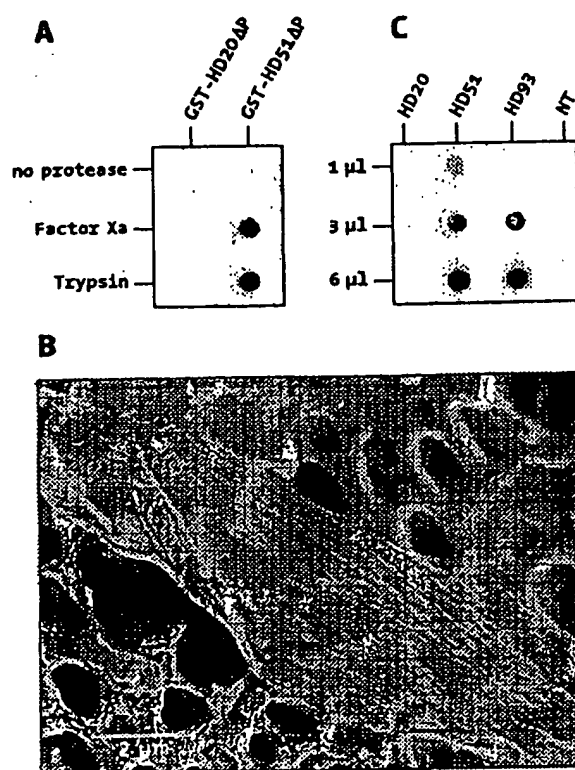 A
C
GST-HD20ΔP
GST-HD51ΔP
HD20
HD51
HD93
NT
no protease
Factor Xa
Trypsin
1 µl
3 µl
6 µl
B
2 µm